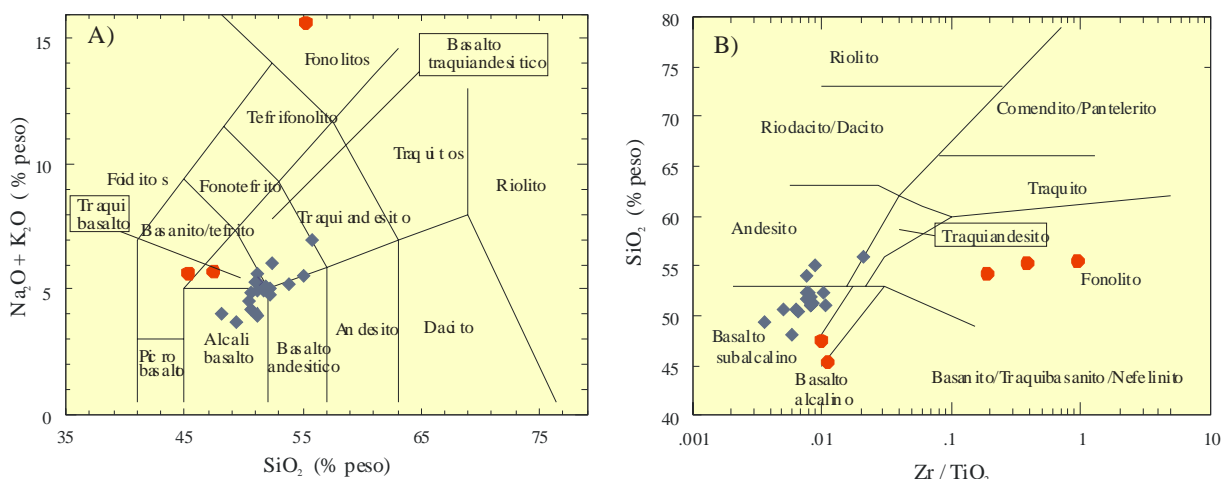 A)
Fonolitos
Basalto
traquiandesitico
Tefrifonolito
Traquitos
Foiditos
Fonotefrito
Riolito
Traqui
basalto
Basanito/tefrito
Traquiandesito
Alcali
basalto
Picro
basalto
Basalto
andesitico
Andesito
Dacito
15
10
5
0
35
45
55
65
75
Na2O + K2O (% peso)
SiO2 (% peso)
B)
Riolito
Comendito/Pantelerito
Riodacito/Dacito
Traquito
Andesito
Traquiandesito
Fonolito
Basalto
subalcalino
Basalto
alcalino
Basanito/Traquibasanito/Nefelinito
80
75
70
65
60
55
50
45
40
.001
.01
.1
1
10
SiO2 (% peso)
Zr / TiO2